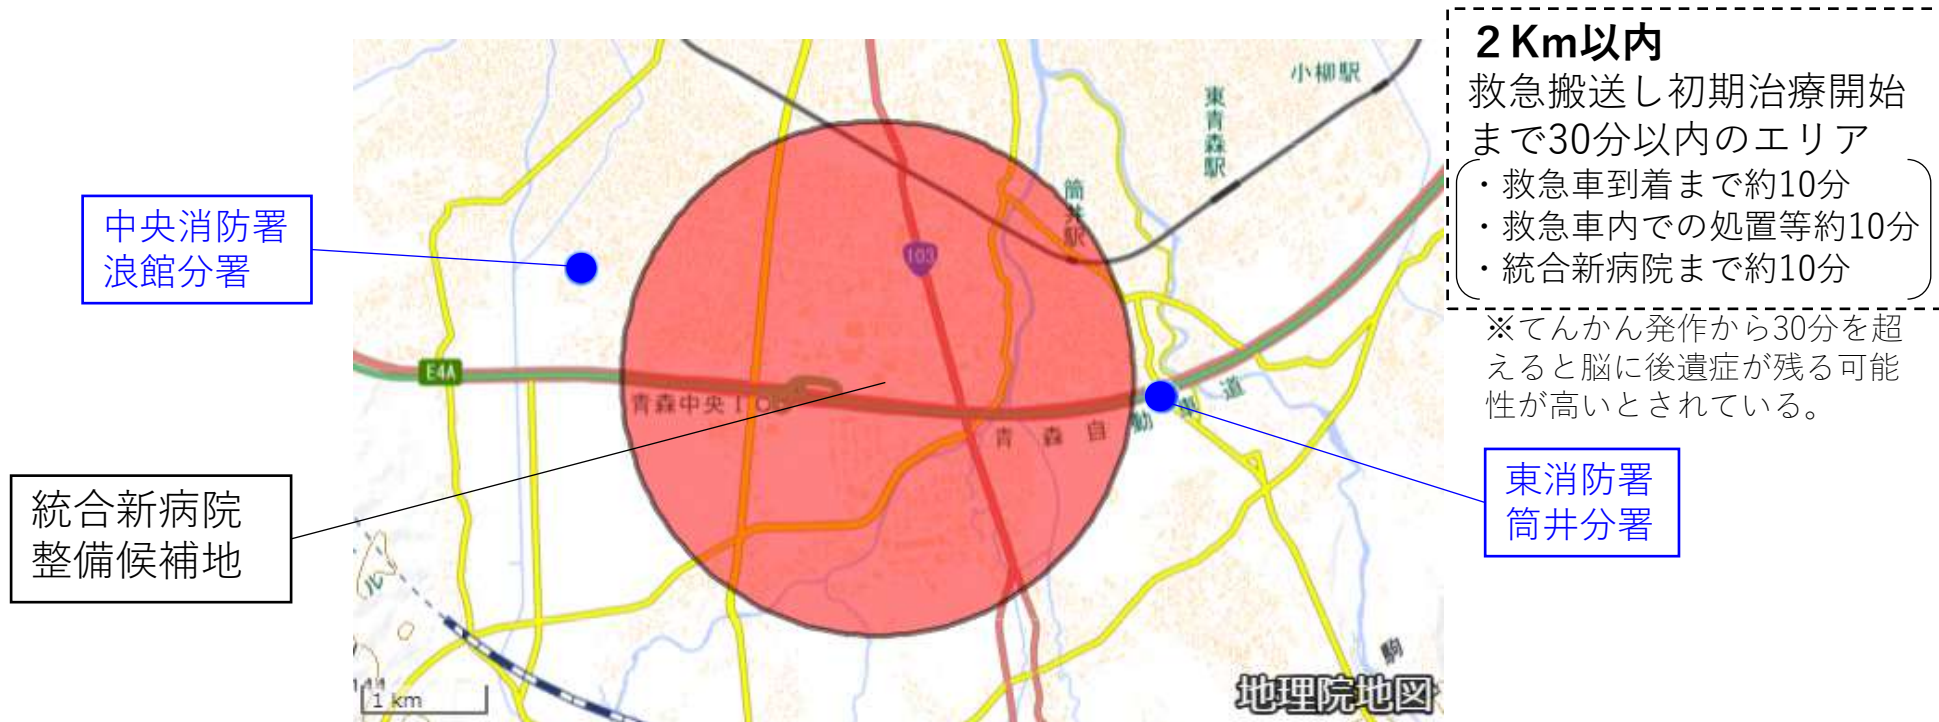 ２Km以内
救急搬送し初期治療開始
まで30分以内のエリア
・救急車到着まで約10分
・救急車内での処置等約10分
・統合新病院まで約10分
※てんかん発作から30分を超
えると脳に後遺症が残る可能
性が高いとされている。
中央消防署
浪館分署
統合新病院
整備候補地
東消防署
筒井分署
小柳駅
東青森駅
筒井駅
103
E4A
青森中央IC
青森自動車道
駒
ル
1 km
地理院地図